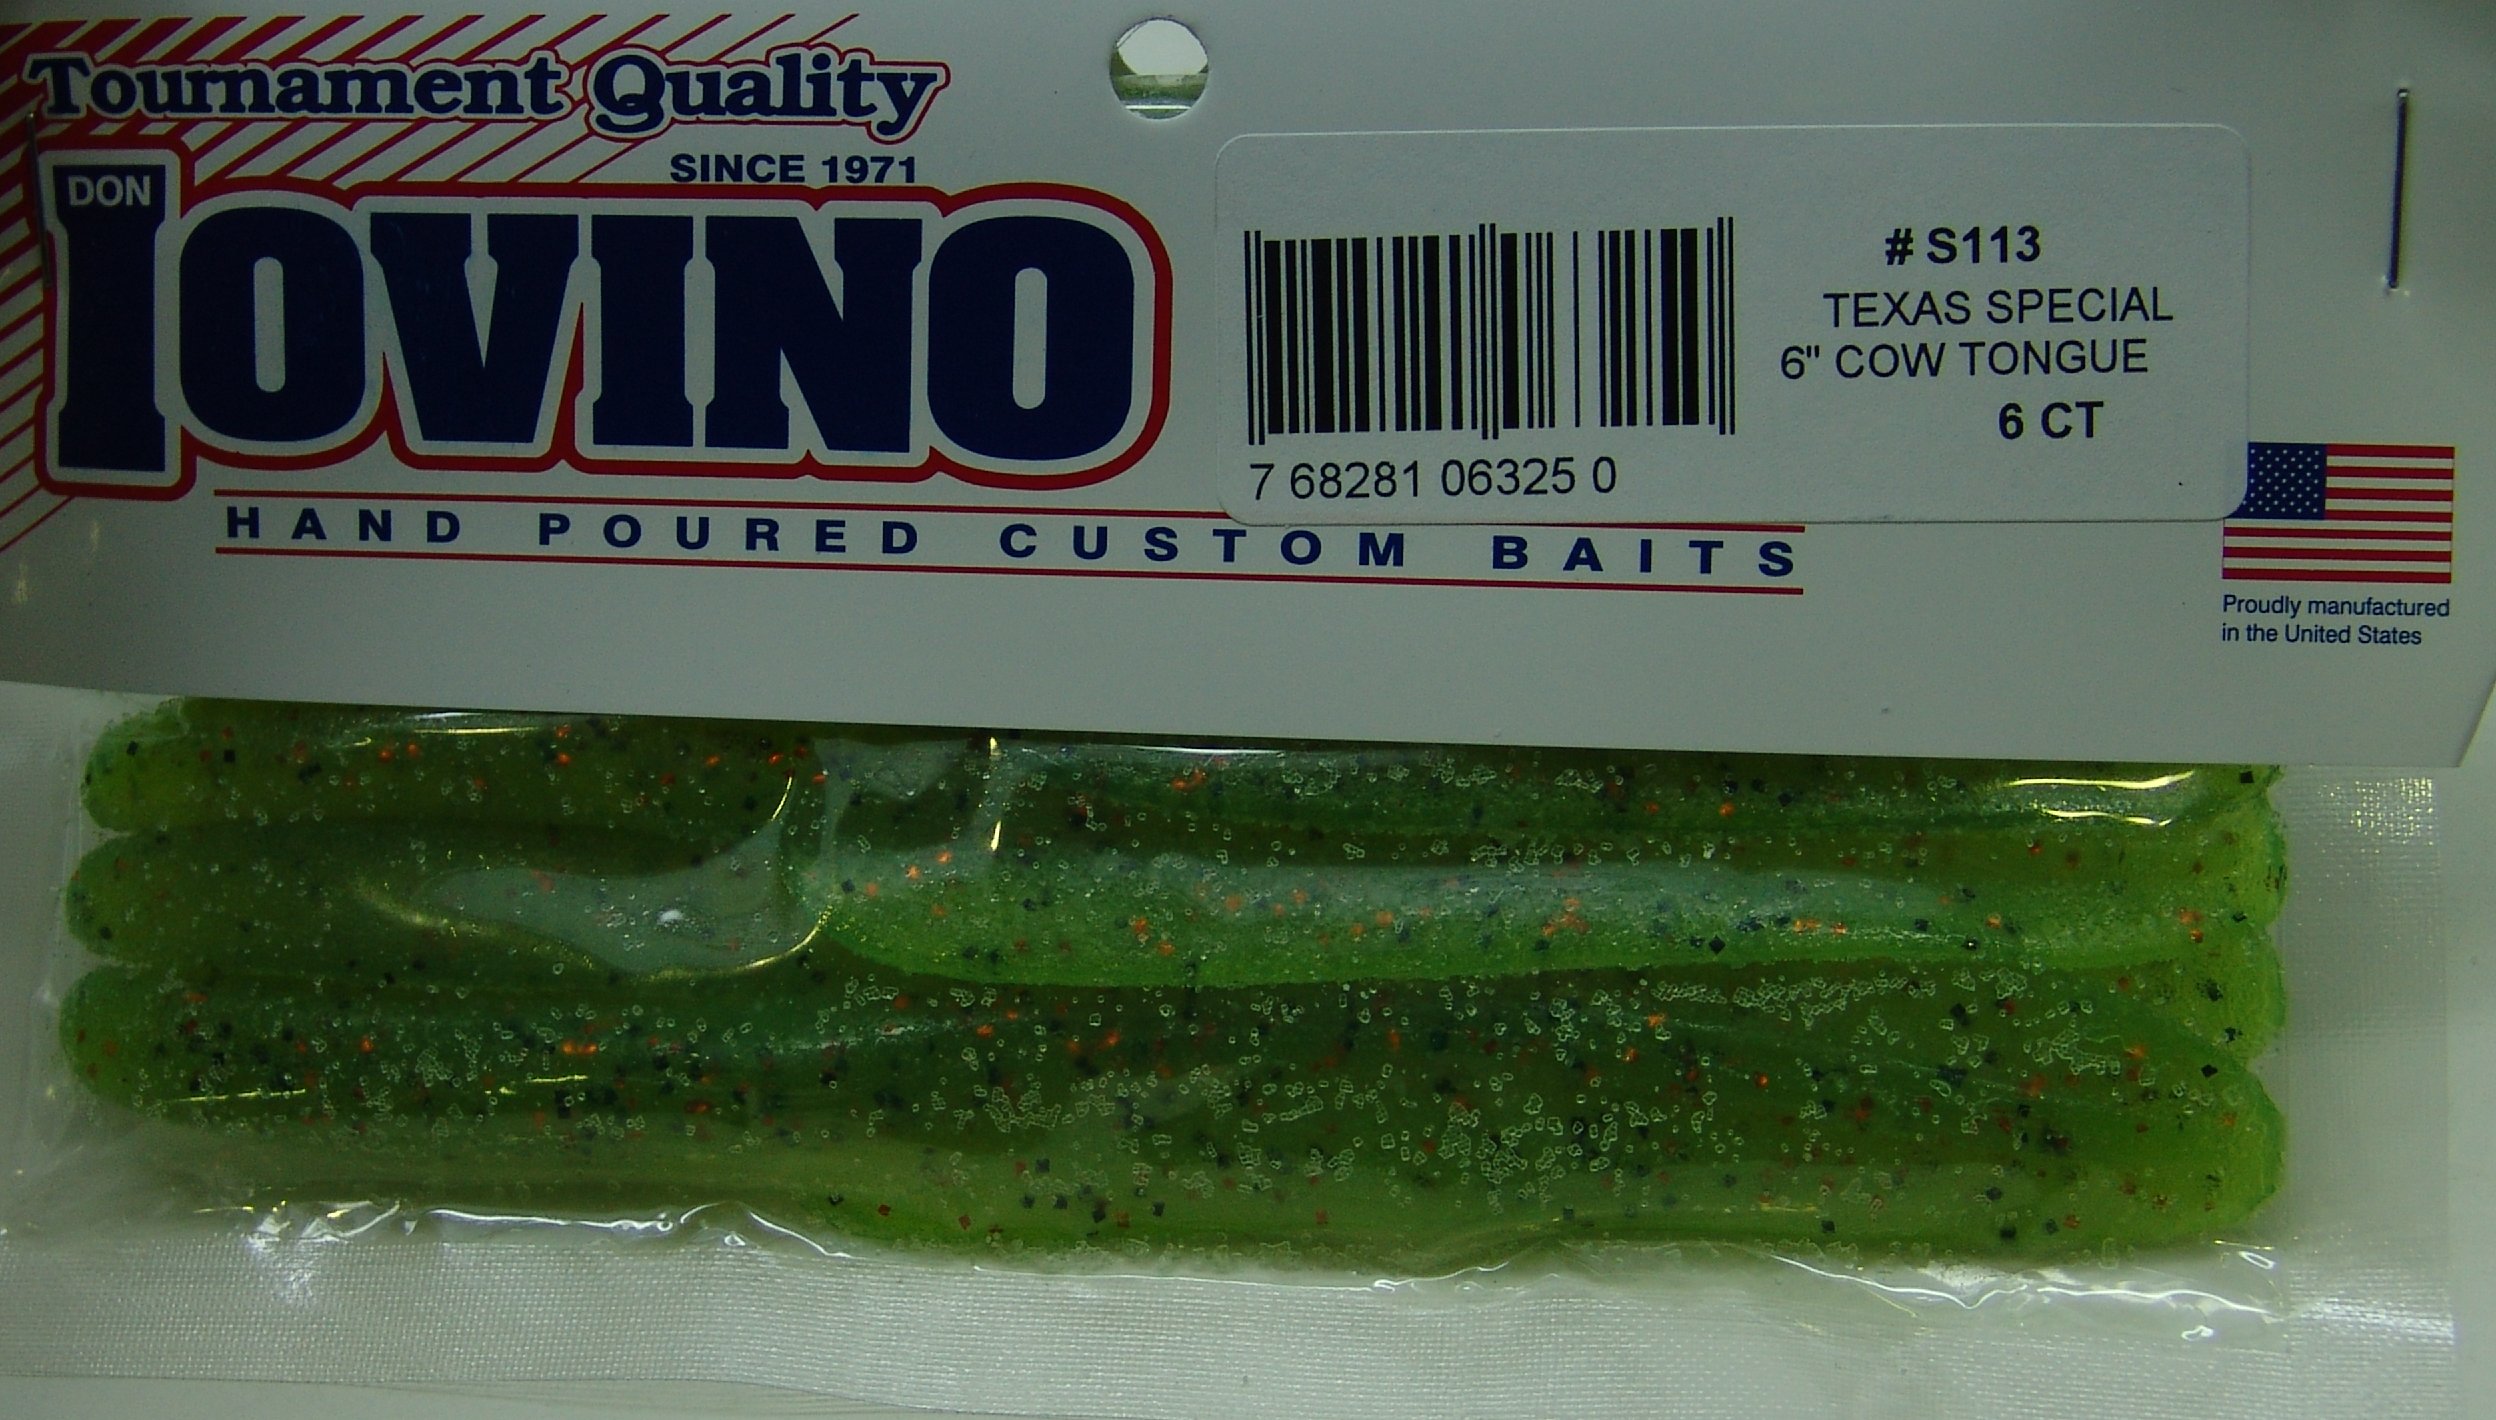 Tournament Quality
SINCE 1971
DON
IOVINO
HAND POURED CUSTOM BAITS
# S113
TEXAS SPECIAL
6" COW TONGUE
6 CT
7 68281 06325 0
Proudly manufactured
in the United States